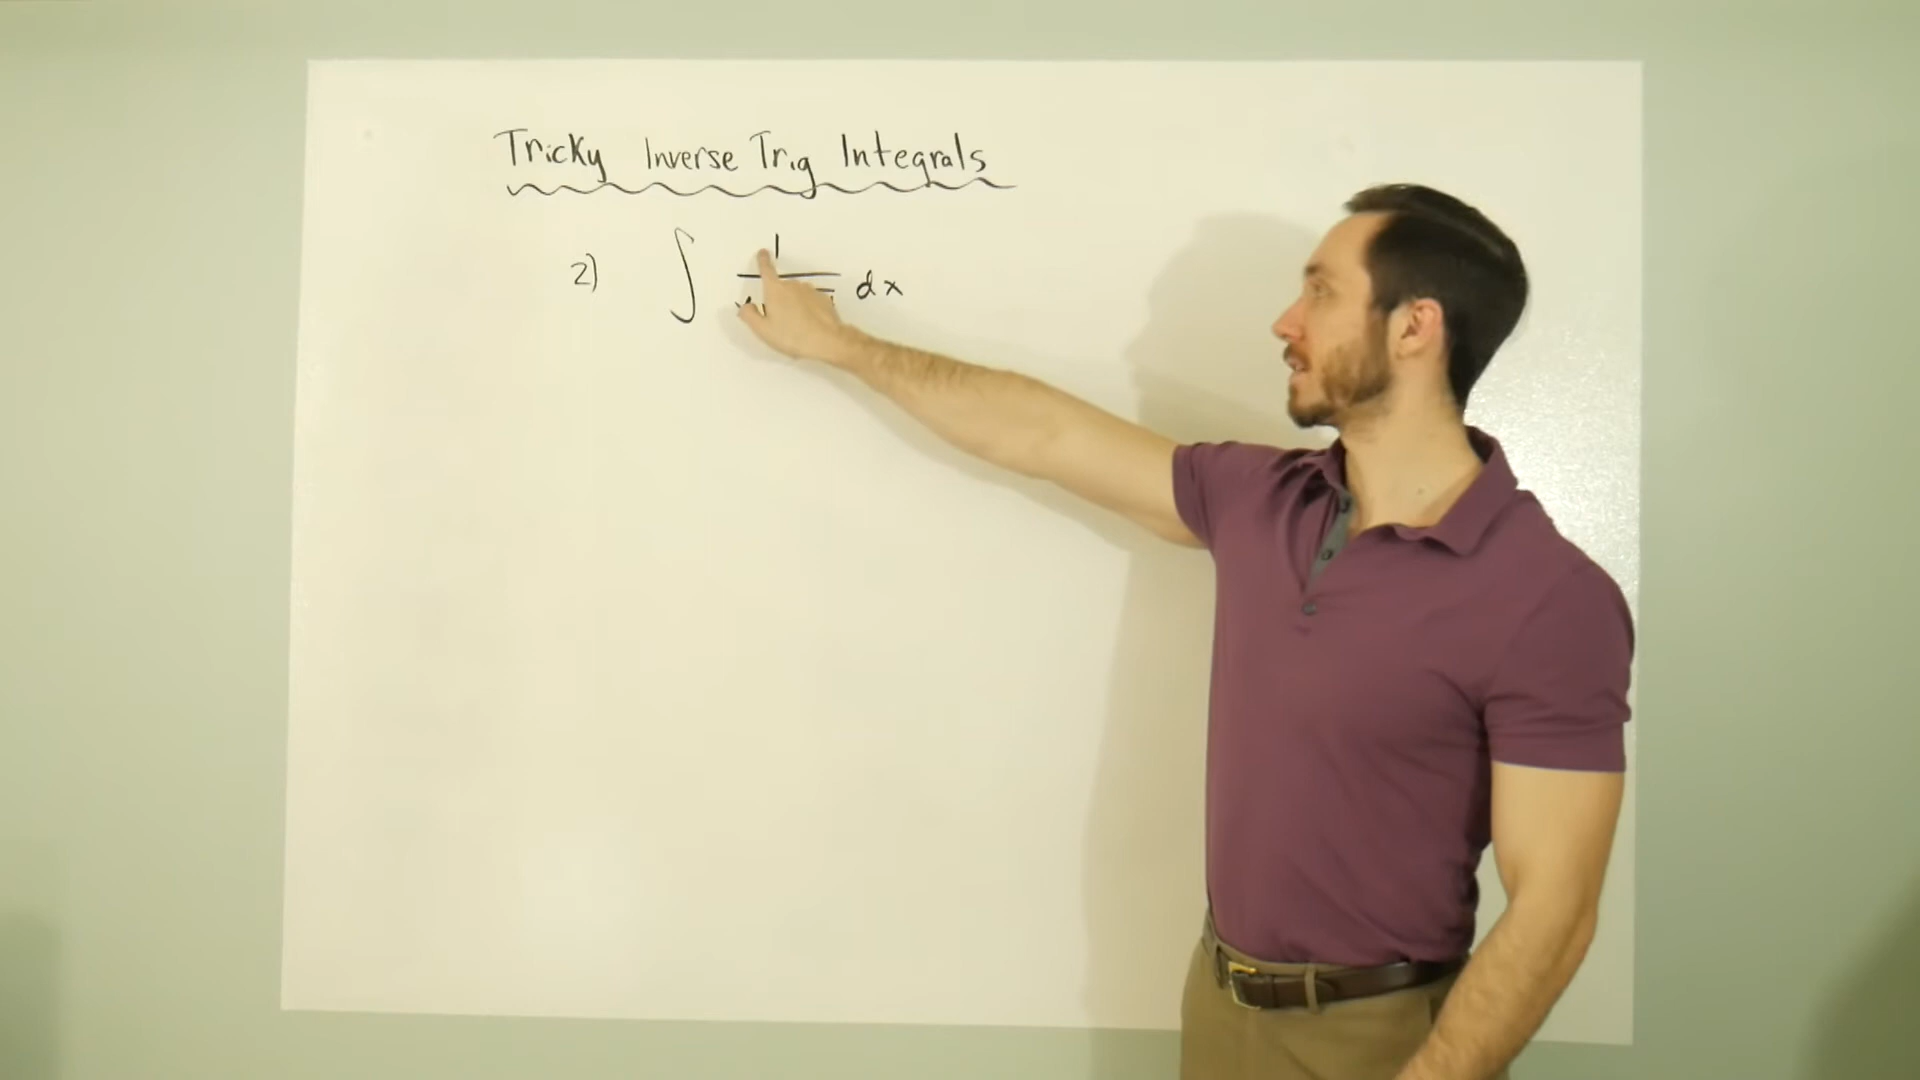 Tricky Inverse Trig Integrals
2) ∫ 1/ dx